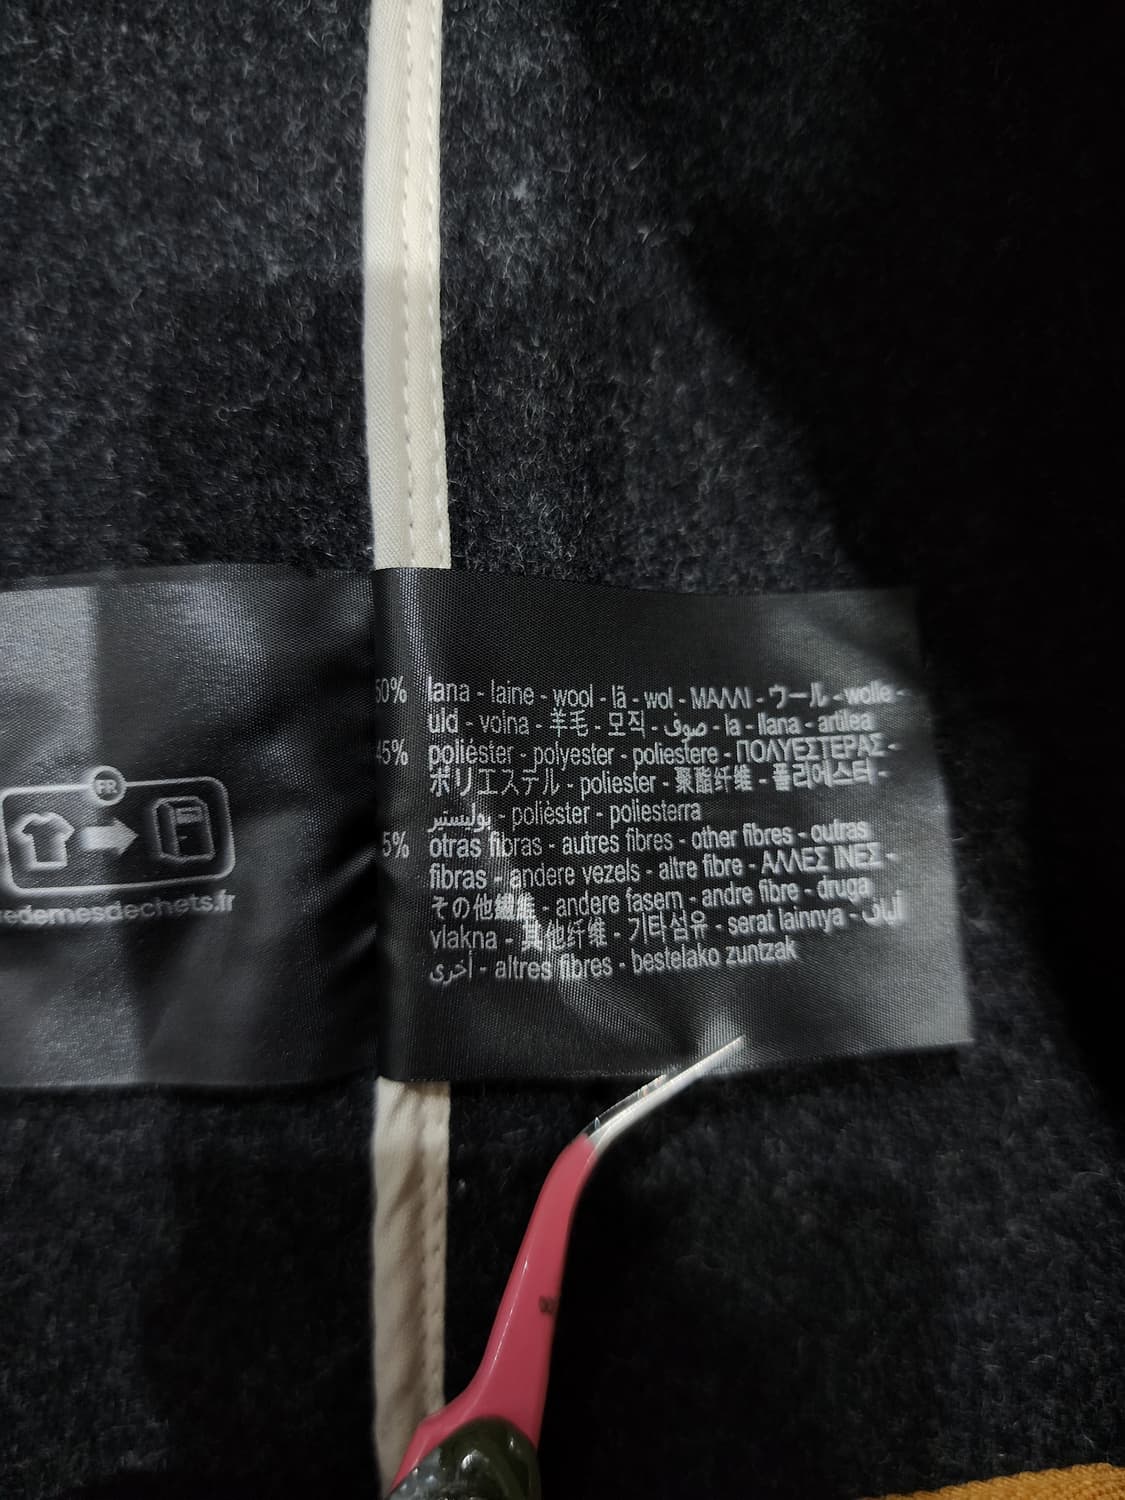 FR
edemesdechets.fr
50% lana - laine - wool - lã - wol - ΜΑΛΛΙ - ウール - wolle -
uld - volna - 羊毛 - 모직 - صوف - la - llana - artilea
45% poliéster - polyester - poliestere - ΠΟΛΥΕΣΤΕΡΑΣ -
ポリエステル - poliester - 聚酯纤维 - 폴리에스터 -
بوليستير - polièster - poliesterra
5% otras fibras - autres fibres - other fibres - outras
fibras - andere vezels - altre fibre - ΑΛΛΕΣ ΙΝΕΣ -
その他繊維 - andere fasern - andre fibre - druga
vlakna - 其他纤维 - 기타섬유 - serat lainnya - ألياف
أخرى - altres fibres - bestelako zuntzak